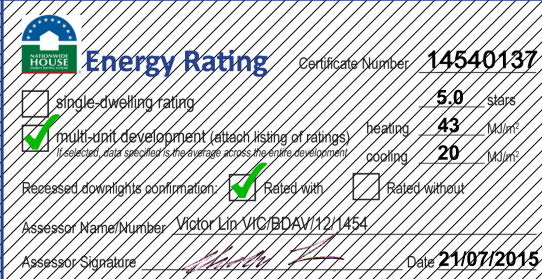 NATIONWIDE
HOUSE
ENERGY RATING SCHEME
Energy Rating
Certificate Number 14540137
single-dwelling rating
5.0 stars
multi-unit development (attach listing of ratings)
heating 43 MJ/m²
If selected, data specified is the average across the entire development
cooling 20 MJ/m²
Recessed downlights confirmation: Rated with Rated without
Assessor Name/Number Victor Lin VIC/BDAV/12/1454
Assessor Signature Date 21/07/2015